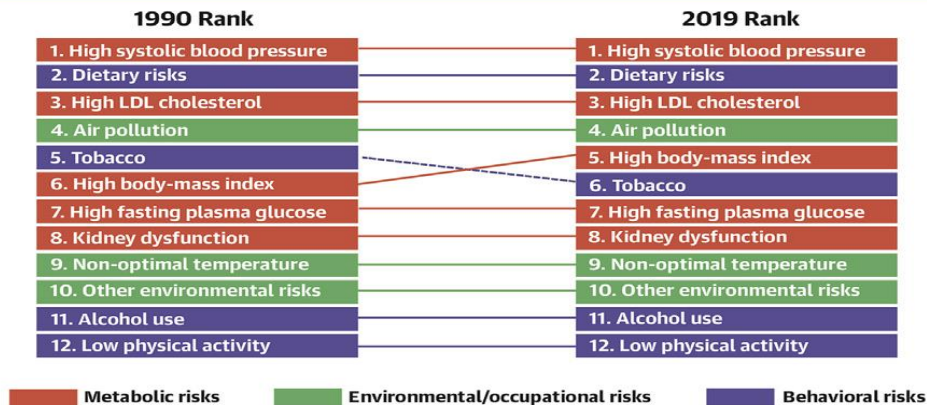 1990 Rank
1. High systolic blood pressure
2. Dietary risks
3. High LDL cholesterol
4. Air pollution
5. Tobacco
6. High body-mass index
7. High fasting plasma glucose
8. Kidney dysfunction
9. Non-optimal temperature
10. Other environmental risks
11. Alcohol use
12. Low physical activity
2019 Rank
1. High systolic blood pressure
2. Dietary risks
3. High LDL cholesterol
4. Air pollution
5. High body-mass index
6. Tobacco
7. High fasting plasma glucose
8. Kidney dysfunction
9. Non-optimal temperature
10. Other environmental risks
11. Alcohol use
12. Low physical activity
Metabolic risks
Environmental/occupational risks
Behavioral risks